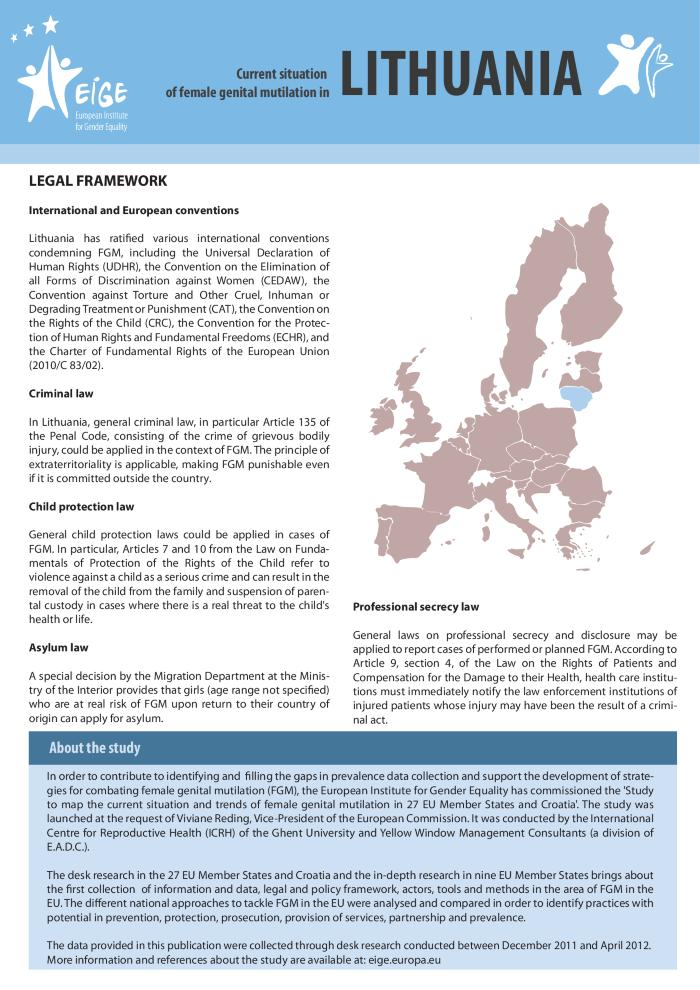 EIGE
European Institute
for Gender Equality
Current situation
of female genital mutilation in
LITHUANIA
LEGAL FRAMEWORK
International and European conventions
Lithuania has ratified various international conventions
condemning FGM, including the Universal Declaration of
Human Rights (UDHR), the Convention on the Elimination of
all Forms of Discrimination against Women (CEDAW), the
Convention against Torture and Other Cruel, Inhuman or
Degrading Treatment or Punishment (CAT), the Convention on
the Rights of the Child (CRC), the Convention for the Protec-
tion of Human Rights and Fundamental Freedoms (ECHR), and
the Charter of Fundamental Rights of the European Union
(2010/C 83/02).
Criminal law
In Lithuania, general criminal law, in particular Article 135 of
the Penal Code, consisting of the crime of grievous bodily
injury, could be applied in the context of FGM. The principle of
extraterritoriality is applicable, making FGM punishable even
if it is committed outside the country.
Child protection law
General child protection laws could be applied in cases of
FGM. In particular, Articles 7 and 10 from the Law on Funda-
mentals of Protection of the Rights of the Child refer to
violence against a child as a serious crime and can result in the
removal of the child from the family and suspension of paren-
tal custody in cases where there is a real threat to the child's
health or life.
Asylum law
A special decision by the Migration Department at the Minis-
try of the Interior provides that girls (age range not specified)
who are at real risk of FGM upon return to their country of
origin can apply for asylum.
Professional secrecy law
General laws on professional secrecy and disclosure may be
applied to report cases of performed or planned FGM. According to
Article 9, section 4, of the Law on the Rights of Patients and
Compensation for the Damage to their Health, health care institu-
tions must immediately notify the law enforcement institutions of
injured patients whose injury may have been the result of a crimi-
nal act.
About the study
In order to contribute to identifying and filling the gaps in prevalence data collection and support the development of strate-
gies for combating female genital mutilation (FGM), the European Institute for Gender Equality has commissioned the 'Study
to map the current situation and trends of female genital mutilation in 27 EU Member States and Croatia'. The study was
launched at the request of Viviane Reding, Vice-President of the European Commission. It was conducted by the International
Centre for Reproductive Health (ICRH) of the Ghent University and Yellow Window Management Consultants (a division of
E.A.D.C.).
The desk research in the 27 EU Member States and Croatia and the in-depth research in nine EU Member States brings about
the first collection of information and data, legal and policy framework, actors, tools and methods in the area of FGM in the
EU. The different national approaches to tackle FGM in the EU were analysed and compared in order to identify practices with
potential in prevention, protection, prosecution, provision of services, partnership and prevalence.
The data provided in this publication were collected through desk research conducted between December 2011 and April 2012.
More information and references about the study are available at: eige.europa.eu